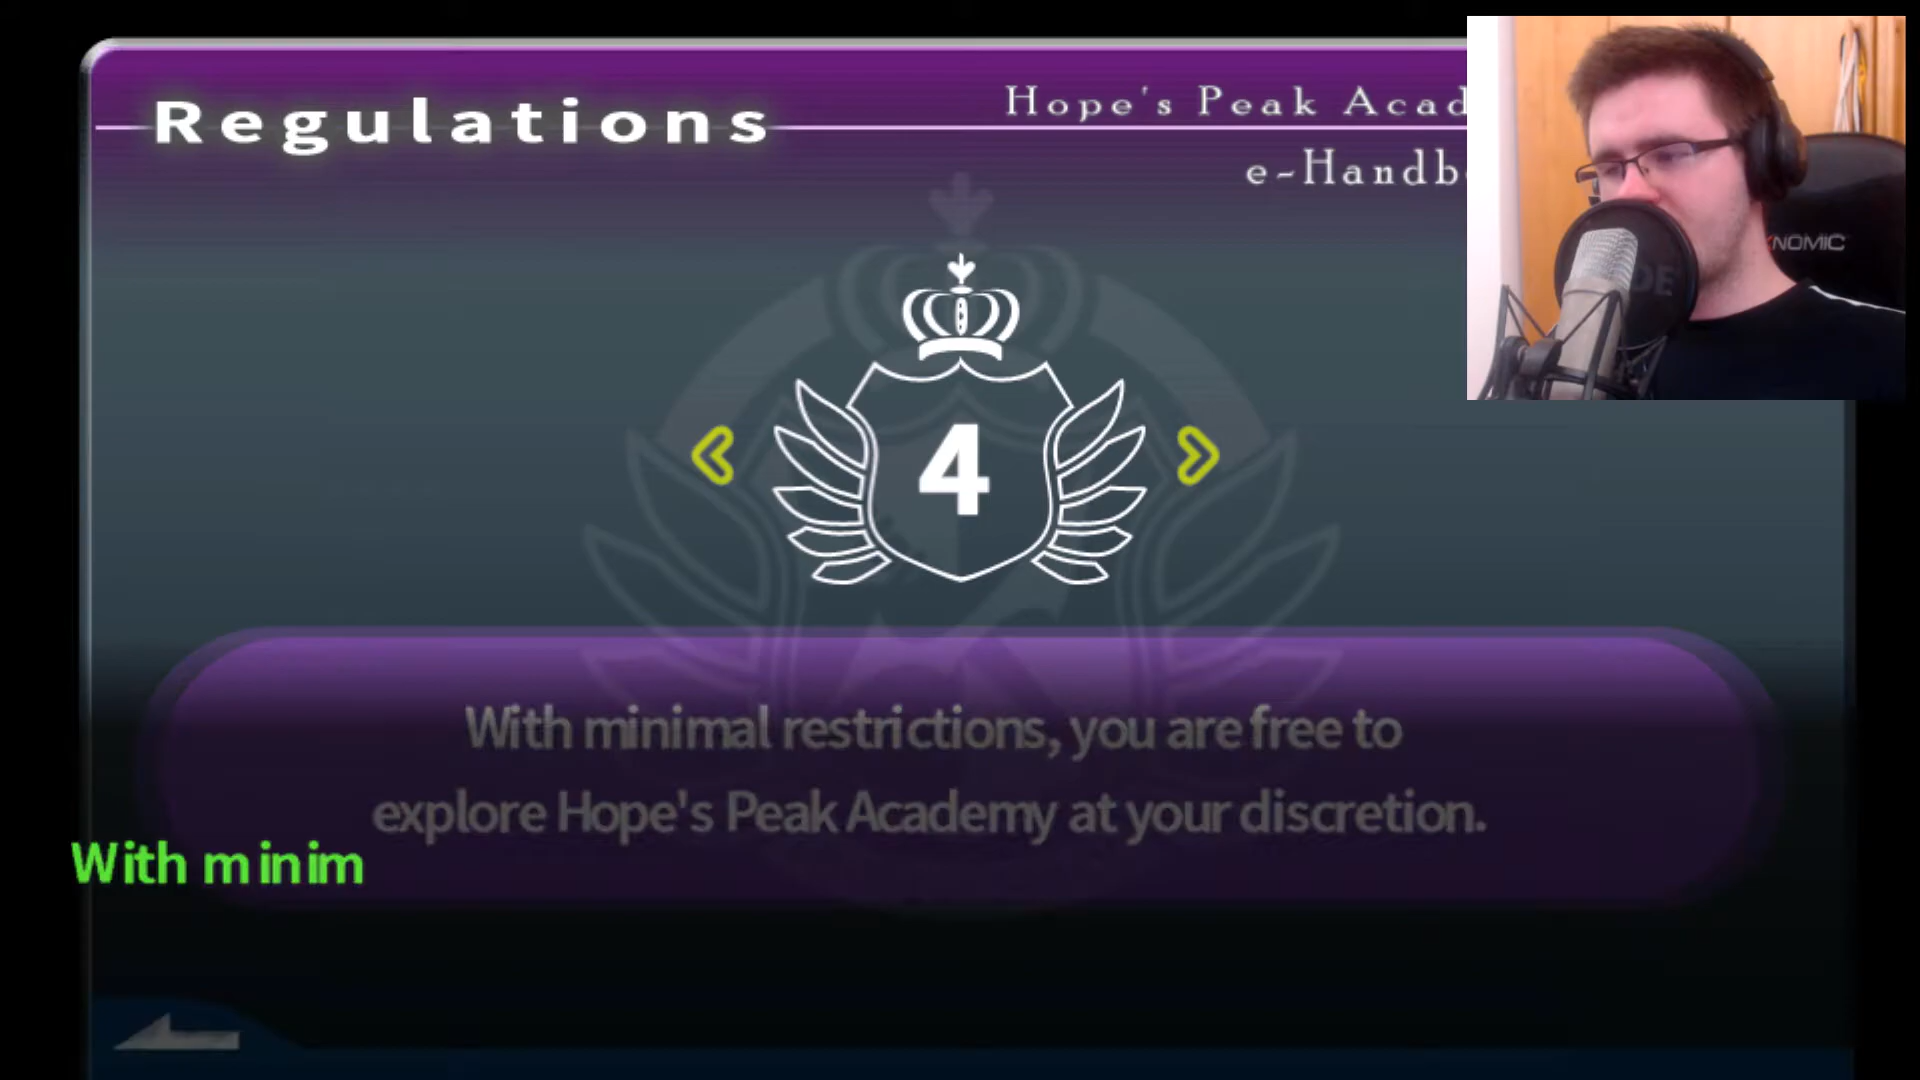 Regulations
Hope's Peak Acad
e-Handb
NOMIC
4
With minimal restrictions, you are free to
explore Hope's Peak Academy at your discretion.
With minim